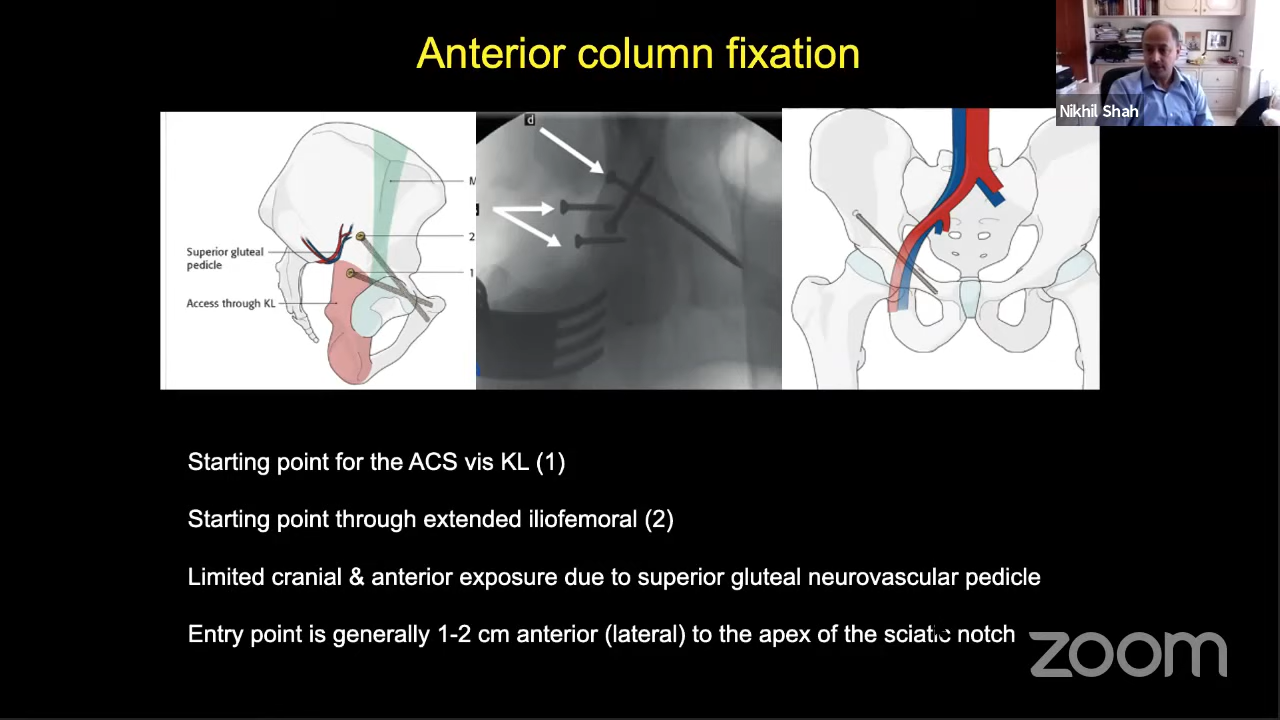 Anterior column fixation
Nikhil Shah
d
M
Superior gluteal
pedicle
2
1
Access through KL
Starting point for the ACS vis KL (1)
Starting point through extended iliofemoral (2)
Limited cranial & anterior exposure due to superior gluteal neurovascular pedicle
Entry point is generally 1-2 cm anterior (lateral) to the apex of the sciatic notch
zoom